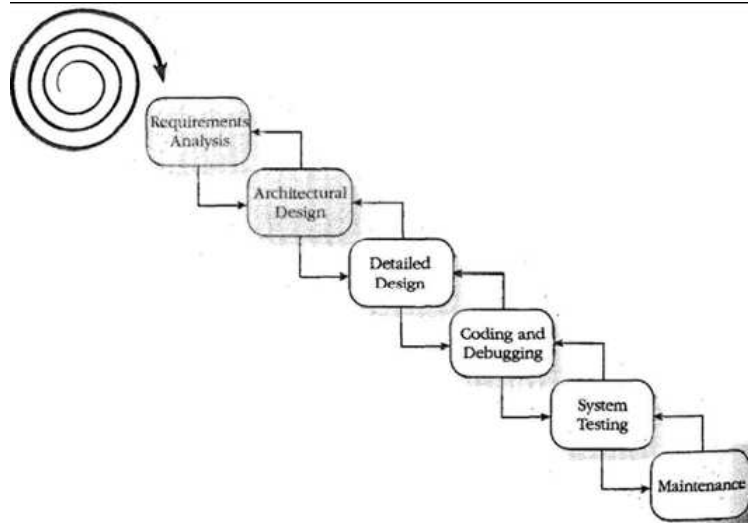 Requirements
Analysis
Architectural
Design
Detailed
Design
Coding and
Debugging
System
Testing
Maintenance